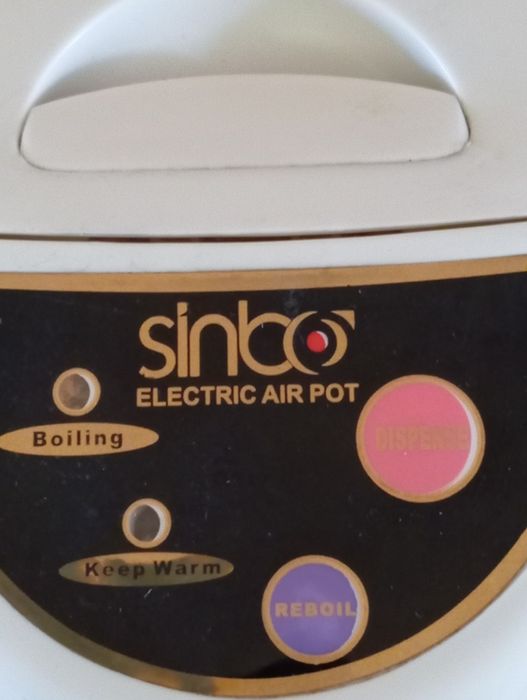 sinbo
ELECTRIC AIR POT
Boiling
DISPENSE
Keep Warm
REBOIL